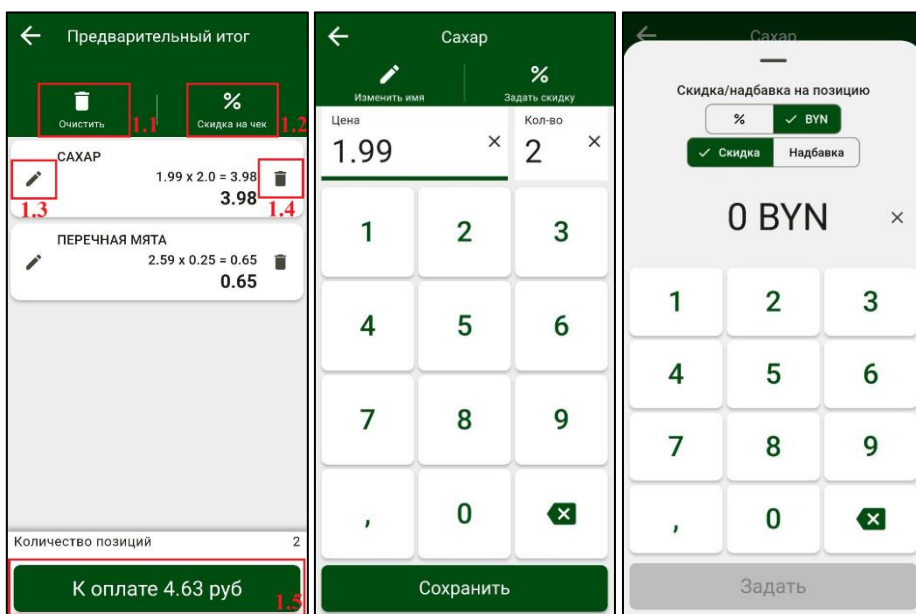 Предварительный итог
Очистить
1.1
%
Скидка на чек
1.2
САХАР
1.99 x 2.0 = 3.98
3.98
1.3
1.4
ПЕРЕЧНАЯ МЯТА
2.59 x 0.25 = 0.65
0.65
Количество позиций 2
К оплате 4.63 руб
1.5
Сахар
Изменить имя
%
Задать скидку
Цена
Кол-во
1.99 ×
2 ×
1 2 3
4 5 6
7 8 9
, 0
Сохранить
Сахар
Скидка/надбавка на позицию
% BYN
Скидка Надбавка
0 BYN ×
1 2 3
4 5 6
7 8 9
, 0
Задать